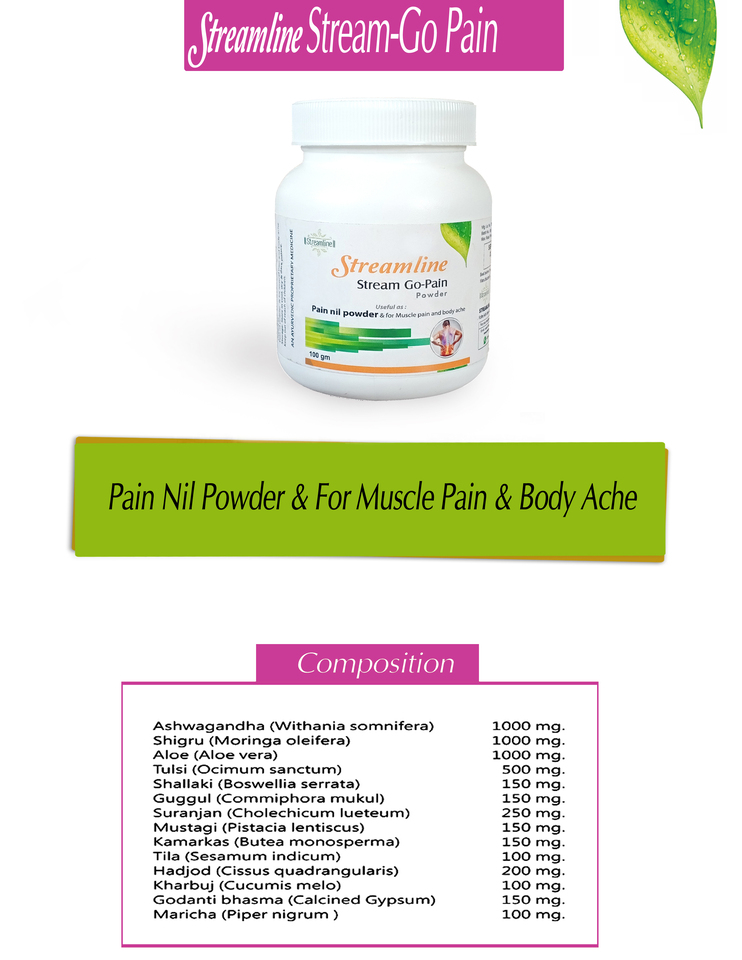 Streamline Stream-Go Pain
Streamline
Streamline
Stream Go-Pain
Powder
Useful as :
Pain nil powder & for Muscle pain and body ache
AN AYURVEDIC PROPRIETARY MEDICINE
100 gm
Pain Nil Powder & For Muscle Pain & Body Ache
Composition
Ashwagandha (Withania somnifera) 1000 mg.
Shigru (Moringa oleifera) 1000 mg.
Aloe (Aloe vera) 1000 mg.
Tulsi (Ocimum sanctum) 500 mg.
Shallaki (Boswellia serrata) 150 mg.
Guggul (Commiphora mukul) 150 mg.
Suranjan (Cholechicum lueteum) 250 mg.
Mustagi (Pistacia lentiscus) 150 mg.
Kamarkas (Butea monosperma) 150 mg.
Tila (Sesamum indicum) 100 mg.
Hadjod (Cissus quadrangularis) 200 mg.
Kharbuj (Cucumis melo) 100 mg.
Godanti bhasma (Calcined Gypsum) 150 mg.
Maricha (Piper nigrum ) 100 mg.